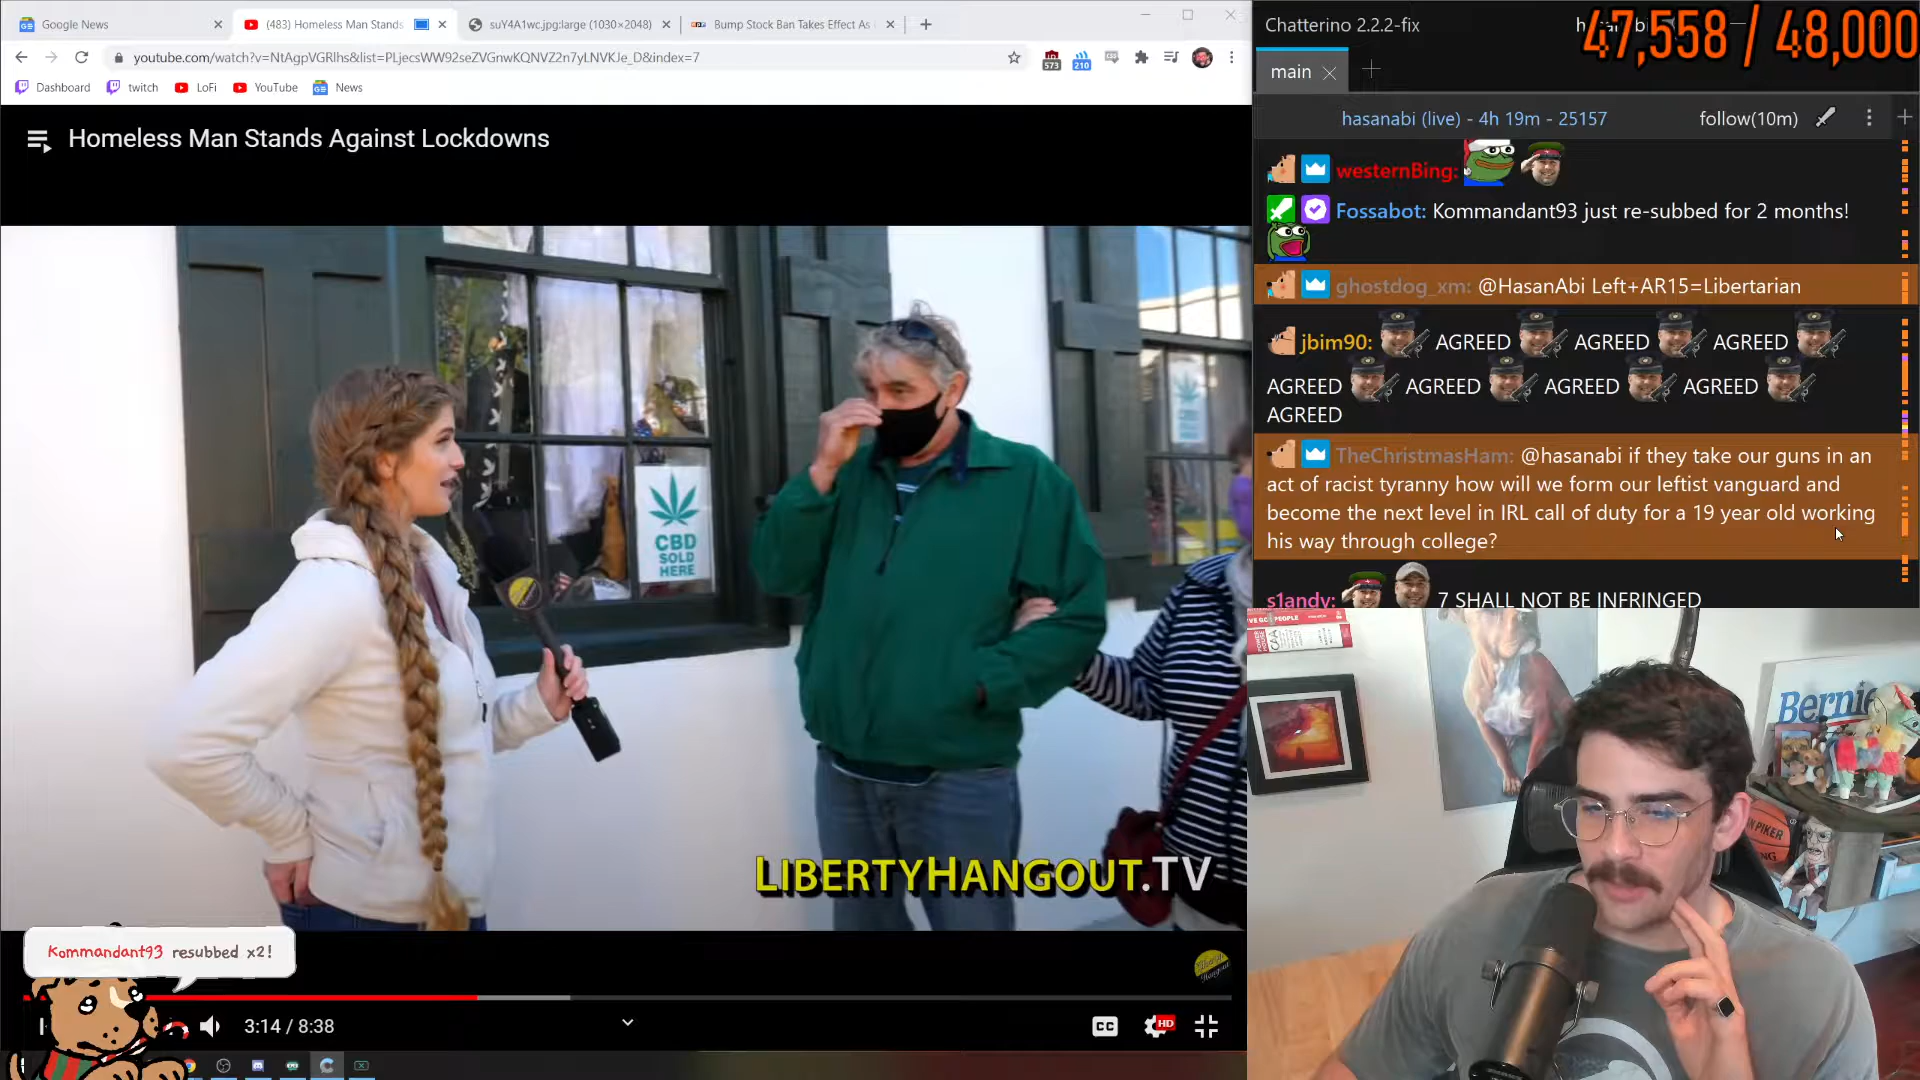 Google News
(483) Homeless Man Stands
suY4A1wc.jpg:large (1030×2048)
Bump Stock Ban Takes Effect As
youtube.com/watch?v=NtAgpVGRlhs&list=PLjecsWW92seZVGnwKQNVZ2n7yLNVKJe_D&index=7
573
210
Dashboard
twitch
LoFi
YouTube
News
Homeless Man Stands Against Lockdowns
CBD
SOLD
HERE
LIBERTYHANGOUT.TV
Kommandant93 resubbed x2!
3:14 / 8:38
CC
HD
Chatterino 2.2.2-fix
47,558 / 48,000
main
hasanabi (live) - 4h 19m - 25157
follow(10m)
westernBing:
Fossabot: Kommandant93 just re-subbed for 2 months!
ghostdog_xm: @HasanAbi Left+AR15=Libertarian
jbim90: AGREED AGREED AGREED
AGREED AGREED AGREED AGREED
AGREED
TheChristmasHam: @hasanabi if they take our guns in an
act of racist tyranny how will we form our leftist vanguard and
become the next level in IRL call of duty for a 19 year old working
his way through college?
s1andy: 7 SHALL NOT BE INFRINGED
Bernie